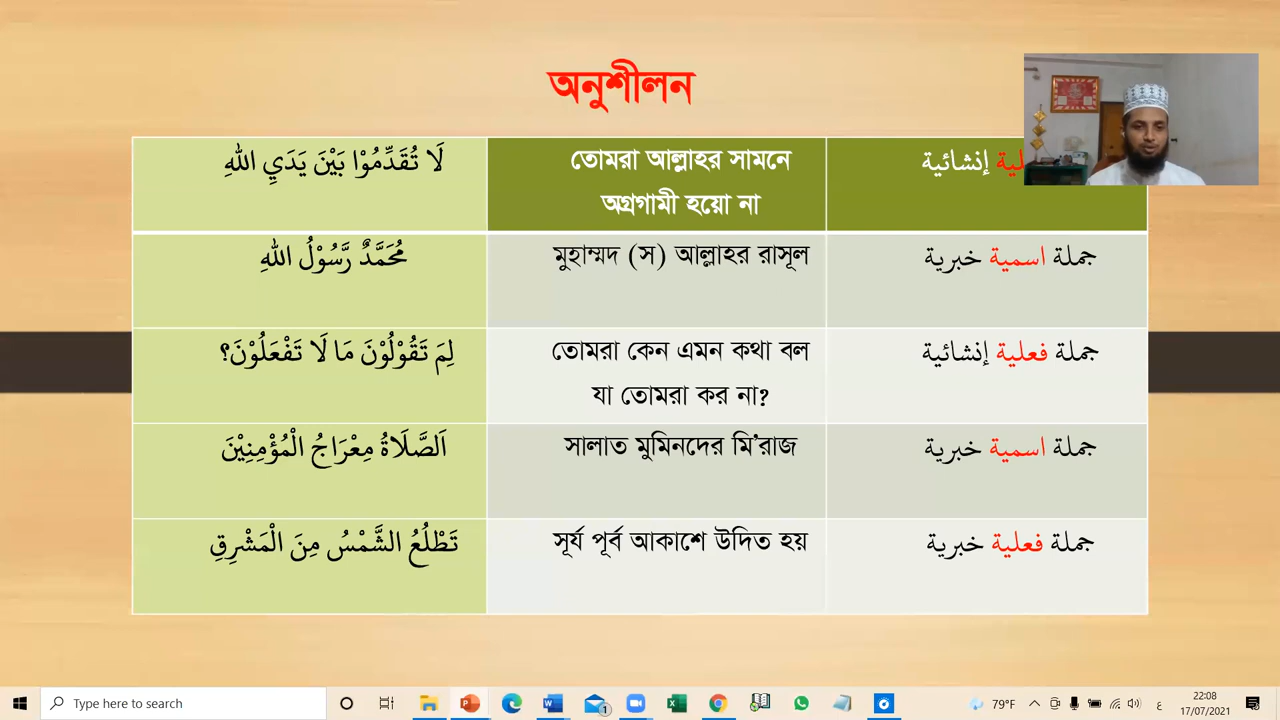 অনুশীলন
لَا تُقَدِّمُوْا بَيْنَ يَدَيِ اللهِ
তোমরা আল্লাহর সামনে
অগ্রগামী হয়ো না
إنشائية
مُحَمَّدٌ رَّسُوْلُ اللهِ
মুহাম্মদ (স) আল্লাহর রাসূল
جملة اسمية خبرية
لِمَ تَقُوْلُوْنَ مَا لَا تَفْعَلُوْنَ؟
তোমরা কেন এমন কথা বল
যা তোমরা কর না?
جملة فعلية إنشائية
اَلصَّلَاةُ مِعْرَاجُ الْمُؤْمِنِيْنَ
সালাত মুমিনদের মি’রাজ
جملة اسمية خبرية
تَطْلُعُ الشَّمْسُ مِنَ الْمَشْرِقِ
সূর্য পূর্ব আকাশে উদিত হয়
جملة فعلية خبرية
Type here to search
79°F
ع
22:08
17/07/2021